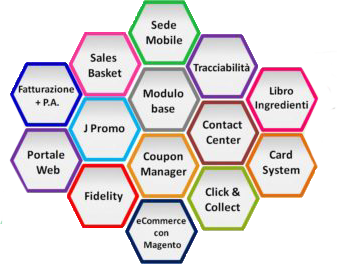 Sede
Mobile
Sales
Basket
Tracciabilità
Fatturazione
+ P.A.
Modulo
base
Libro
Ingredienti
J Promo
Contact
Center
Portale
Web
Coupon
Manager
Card
System
Fidelity
Click &
Collect
eCommerce
con
Magento